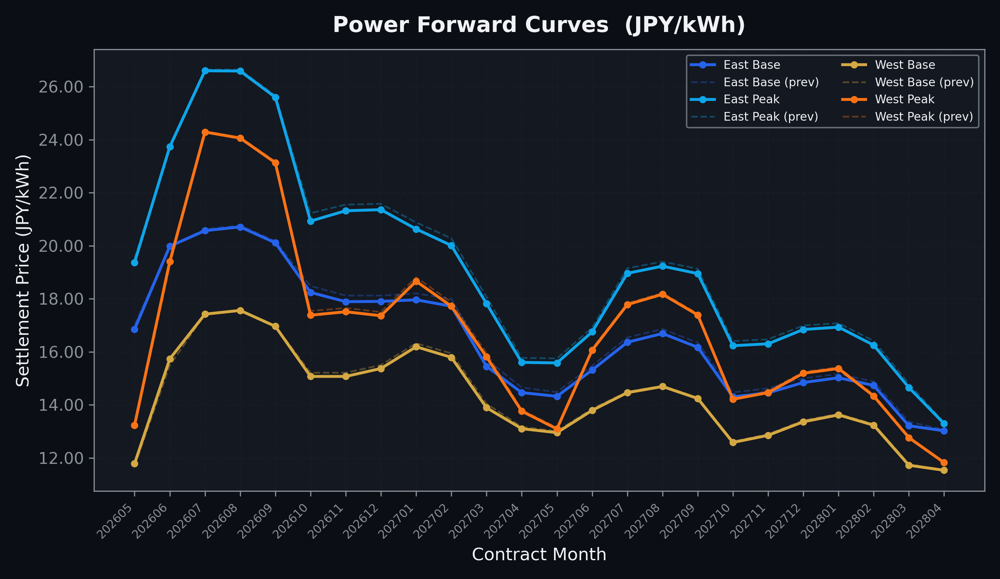 Power Forward Curves  (JPY/kWh)
East Base
East Base (prev)
East Peak
East Peak (prev)
West Base
West Base (prev)
West Peak
West Peak (prev)
Settlement Price (JPY/kWh)
26.00
24.00
22.00
20.00
18.00
16.00
14.00
12.00
202605
202606
202607
202608
202609
202610
202611
202612
202701
202702
202703
202704
202705
202706
202707
202708
202709
202710
202711
202712
202801
202802
202803
202804
Contract Month